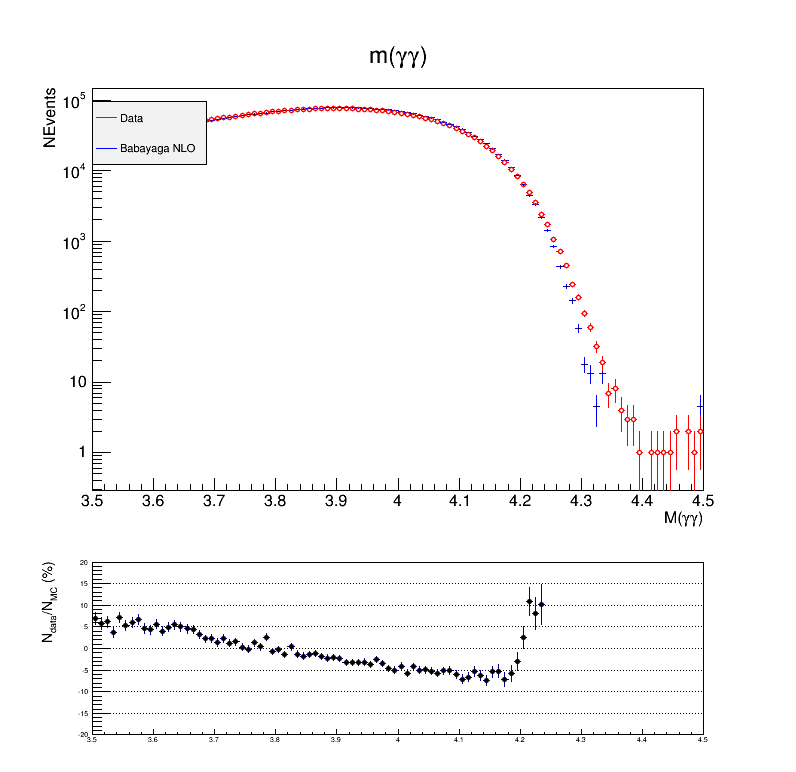 m(γγ)
NEvents
10⁵
10⁴
10³
10²
10
1
Data
Babayaga NLO
3.5 3.6 3.7 3.8 3.9 4 4.1 4.2 4.3 4.4 4.5
M(γγ)
N_data/N_MC (%)
20
15
10
5
0
-5
-10
-15
-20
3.5 3.6 3.7 3.8 3.9 4 4.1 4.2 4.3 4.4 4.5